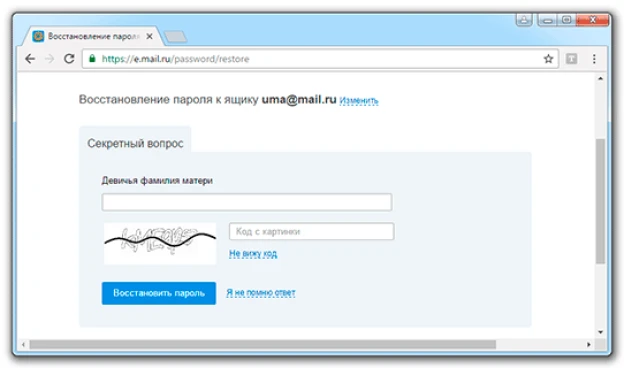 Восстановление пароля
https://e.mail.ru/password/restore
Восстановление пароля к ящику uma@mail.ru Изменить
Секретный вопрос
Девичья фамилия матери
Код с картинки
Не вижу код
Восстановить пароль Я не помню ответ